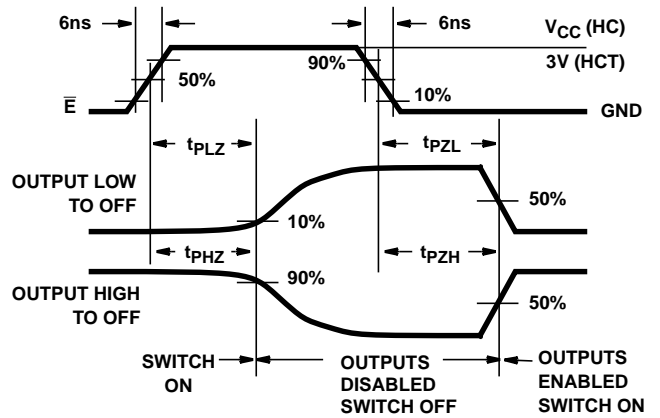 6ns
6ns
VCC (HC)
3V (HCT)
90%
50%
10%
E̅
GND
tPLZ
tPZL
OUTPUT LOW
TO OFF
50%
10%
tPHZ
90%
tPZH
OUTPUT HIGH
TO OFF
50%
SWITCH
ON
OUTPUTS
DISABLED
SWITCH OFF
OUTPUTS
ENABLED
SWITCH ON